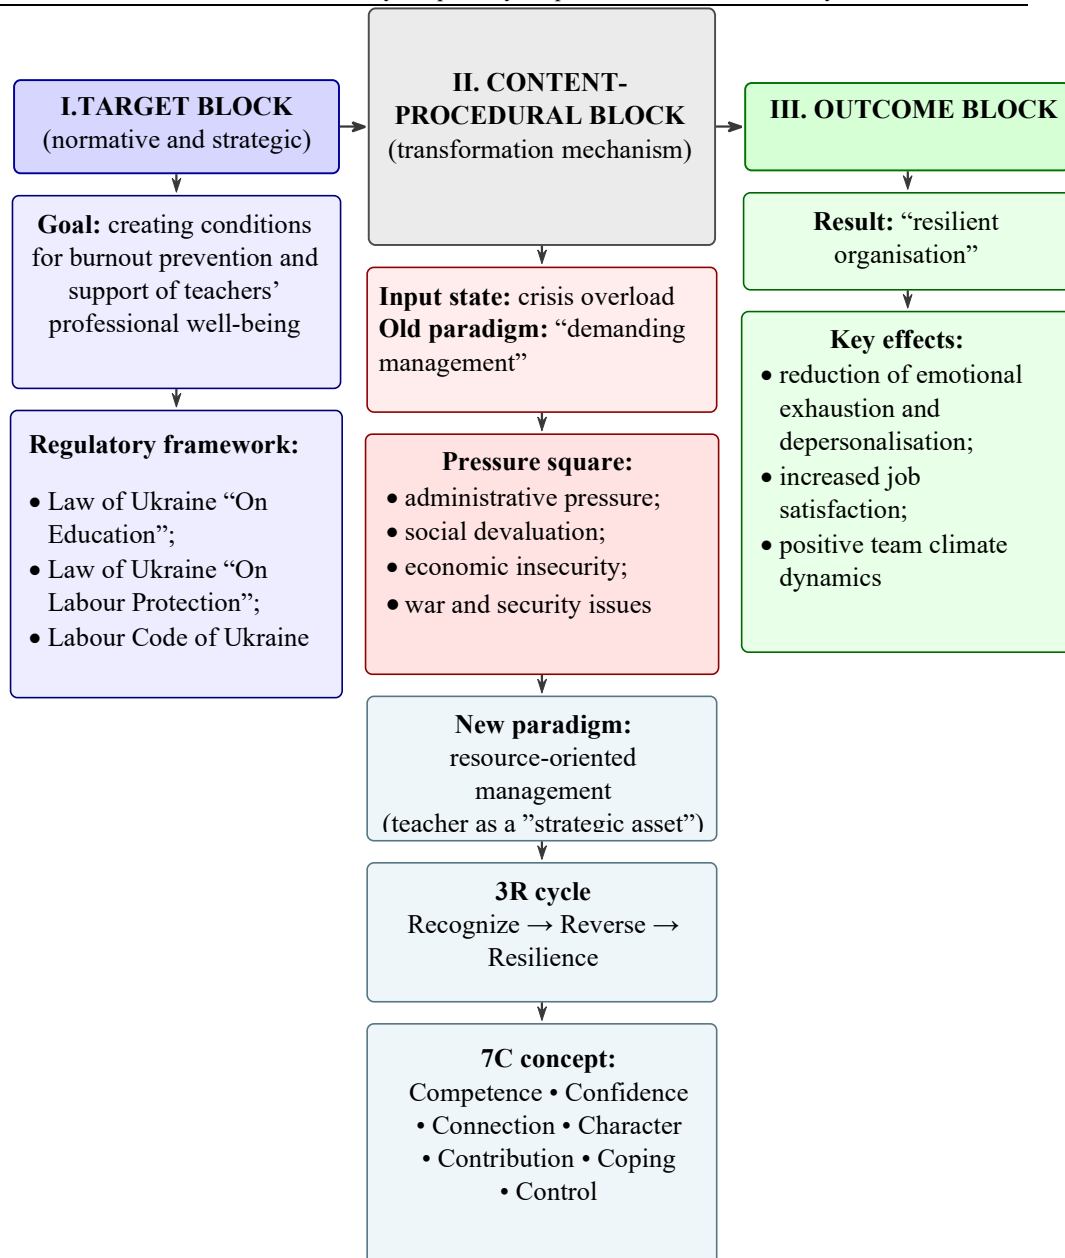 I.TARGET BLOCK
(normative and strategic)
Goal: creating conditions
for burnout prevention and
support of teachers’
professional well-being
Regulatory framework:
• Law of Ukraine “On
Education”;
• Law of Ukraine “On
Labour Protection”;
• Labour Code of Ukraine
II. CONTENT-
PROCEDURAL BLOCK
(transformation mechanism)
Input state: crisis overload
Old paradigm: “demanding
management”
Pressure square:
• administrative pressure;
• social devaluation;
• economic insecurity;
• war and security issues
New paradigm:
resource-oriented
management
(teacher as a ”strategic asset”)
3R cycle
Recognize → Reverse →
Resilience
7C concept:
Competence • Confidence
• Connection • Character
• Contribution • Coping
• Control
III. OUTCOME BLOCK
Result: “resilient
organisation”
Key effects:
• reduction of emotional
exhaustion and
depersonalisation;
• increased job
satisfaction;
• positive team climate
dynamics